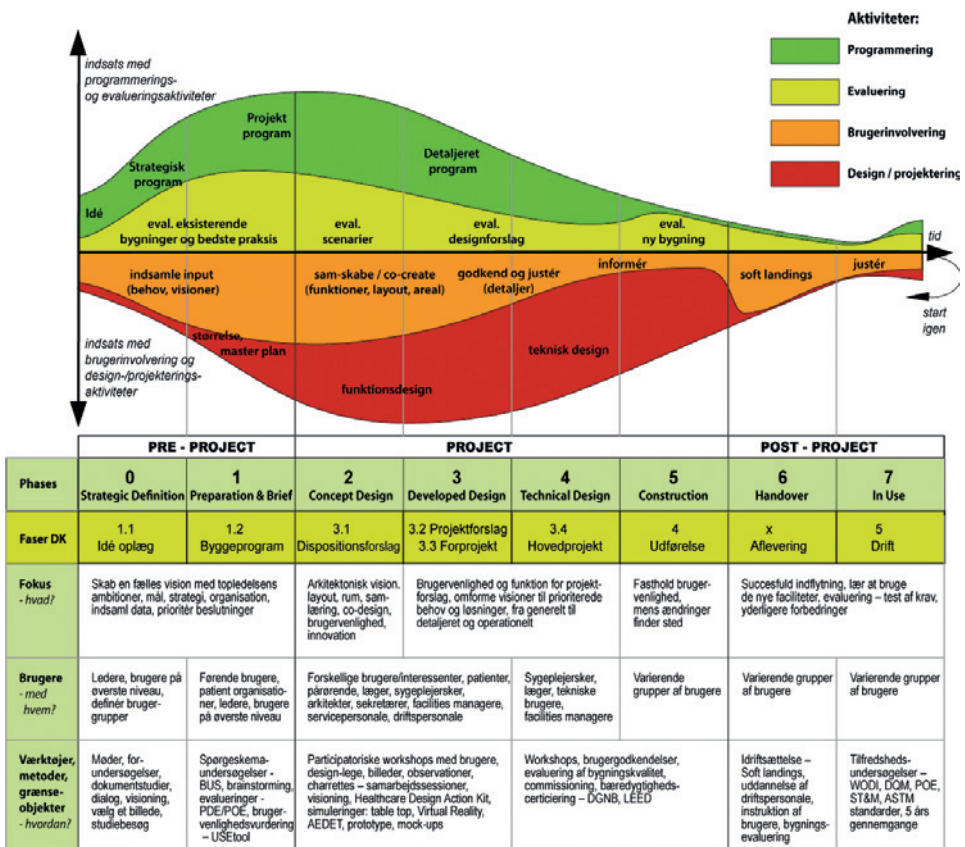 Aktiviteter:
Programmering
Evaluering
Brugerinvolvering
Design / projektering
indsats med
programmerings-
og evalueringsaktiviteter
Projekt
program
Strategisk
program
Detaljeret
program
Idé
eval. eksisterende
bygninger og bedste praksis
eval.
scenarier
eval.
designforslag
eval.
ny bygning
tid
indsamle input
(behov, visioner)
sam-skabe / co-create
(funktioner, layout, areal)
godkend og justér
(detaljer)
informér
soft landings
justér
start
igen
størrelse,
master plan
funktionsdesign
teknisk design
indsats med
brugerinvolvering og
design-/projekterings-
aktiviteter
PRE - PROJECT
PROJECT
POST - PROJECT
Phases
0
Strategic Definition
1
Preparation & Brief
2
Concept Design
3
Developed Design
4
Technical Design
5
Construction
6
Handover
7
In Use
Faser DK
1.1
Idé oplæg
1.2
Byggeprogram
3.1
Dispositionsforslag
3.2 Projektforslag
3.3 Forprojekt
3.4
Hovedprojekt
4
Udførelse
x
Aflevering
5
Drift
Fokus
- hvad?
Skab en fælles vision med topledelsens
ambitioner, mål, strategi, organisation,
indsaml data, prioritér beslutninger
Arkitektonisk vision.
layout, rum, sam-
læring, co-design,
brugervenlighed,
innovation
Brugervenlighed og funktion for projekt-
forslag, omforme visioner til prioriterede
behov og løsninger, fra generelt til
detaljeret og operationelt
Fasthold bruger-
venlighed,
mens ændringer
finder sted
Succesfuld indflytning, lær at bruge
de nye faciliteter, evaluering – test af krav,
yderligere forbedringer
Brugere
- med
hvem?
Ledere, brugere på
øverste niveau,
definér bruger-
grupper
Førende brugere,
patient organisatio-
ner, ledere, brugere
på øverste niveau
Forskellige brugere/interessenter, patienter,
pårørende, læger, sygeplejersker,
arkitekter, sekretærer, facilities managere,
servicepersonale, driftspersonale
Sygeplejersker,
læger, tekniske
brugere,
facilities managere
Varierende
grupper af brugere
Varierende grupper
af brugere
Varierende grupper
af brugere
Værktøjer,
metoder,
grænse-
objekter
- hvordan?
Møder, for-
undersøgelser,
dokumentstudier,
dialog, visioning,
vælg et billede,
studiebesøg
Spørgeskema-
undersøgelser -
BUS, brainstorming,
evalueringer -
PDE/POE, bruger-
venlighedsvurdering
– USEtool
Participatoriske workshops med brugere,
design-lege, billeder, observationer,
charrettes – samarbejdssessioner,
visioning, Healthcare Design Action Kit,
simuleringer: table top, Virtual Reality,
AEDET, prototype, mock-ups
Workshops, brugergodkendelser,
evaluering af bygningskvalitet,
commissioning, bæredygtigheds-
certiciering – DGNB, LEED
Idriftsættelse –
Soft landings,
uddannelse af
driftspersonale,
instruktion af
brugere, bygnings-
evaluering
Tilfredsheds-
undersøgelser –
WODI, DQM, POE,
ST&M, ASTM
standarder, 5 års
gennemgange